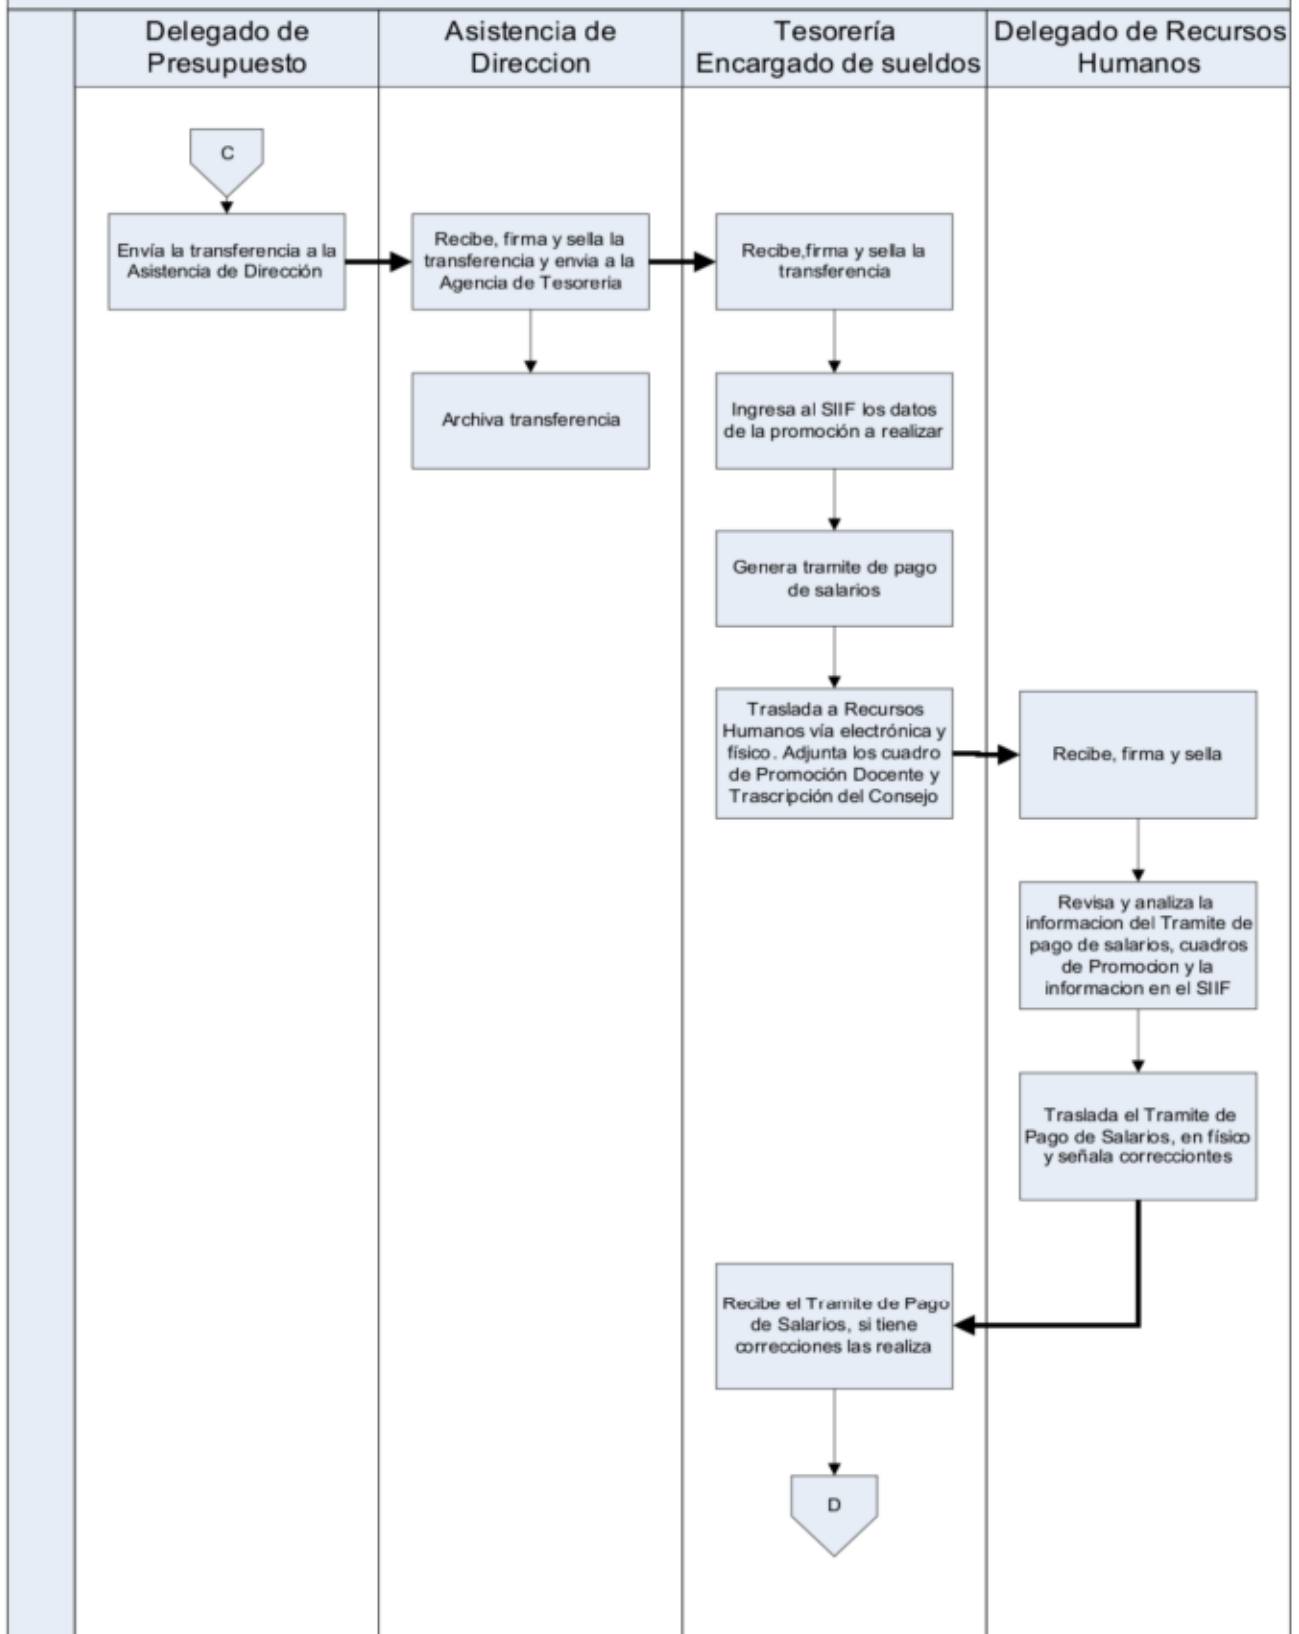 Delegado de
Presupuesto
Asistencia de
Direccion
Tesorería
Encargado de sueldos
Delegado de Recursos
Humanos
C
Envía la transferencia a la
Asistencia de Dirección
Recibe, firma y sella la
transferencia y envia a la
Agencia de Tesoreria
Recibe,firma y sella la
transferencia
Archiva transferencia
Ingresa al SIIF los datos
de la promoción a realizar
Genera tramite de pago
de salarios
Traslada a Recursos
Humanos vía electrónica y
físico. Adjunta los cuadro
de Promoción Docente y
Trascripción del Consejo
Recibe, firma y sella
Revisa y analiza la
informacion del Tramite de
pago de salarios, cuadros
de Promocion y la
informacion en el SIIF
Traslada el Tramite de
Pago de Salarios, en físico
y señala correcciontes
Recibe el Tramite de Pago
de Salarios, si tiene
correcciones las realiza
D